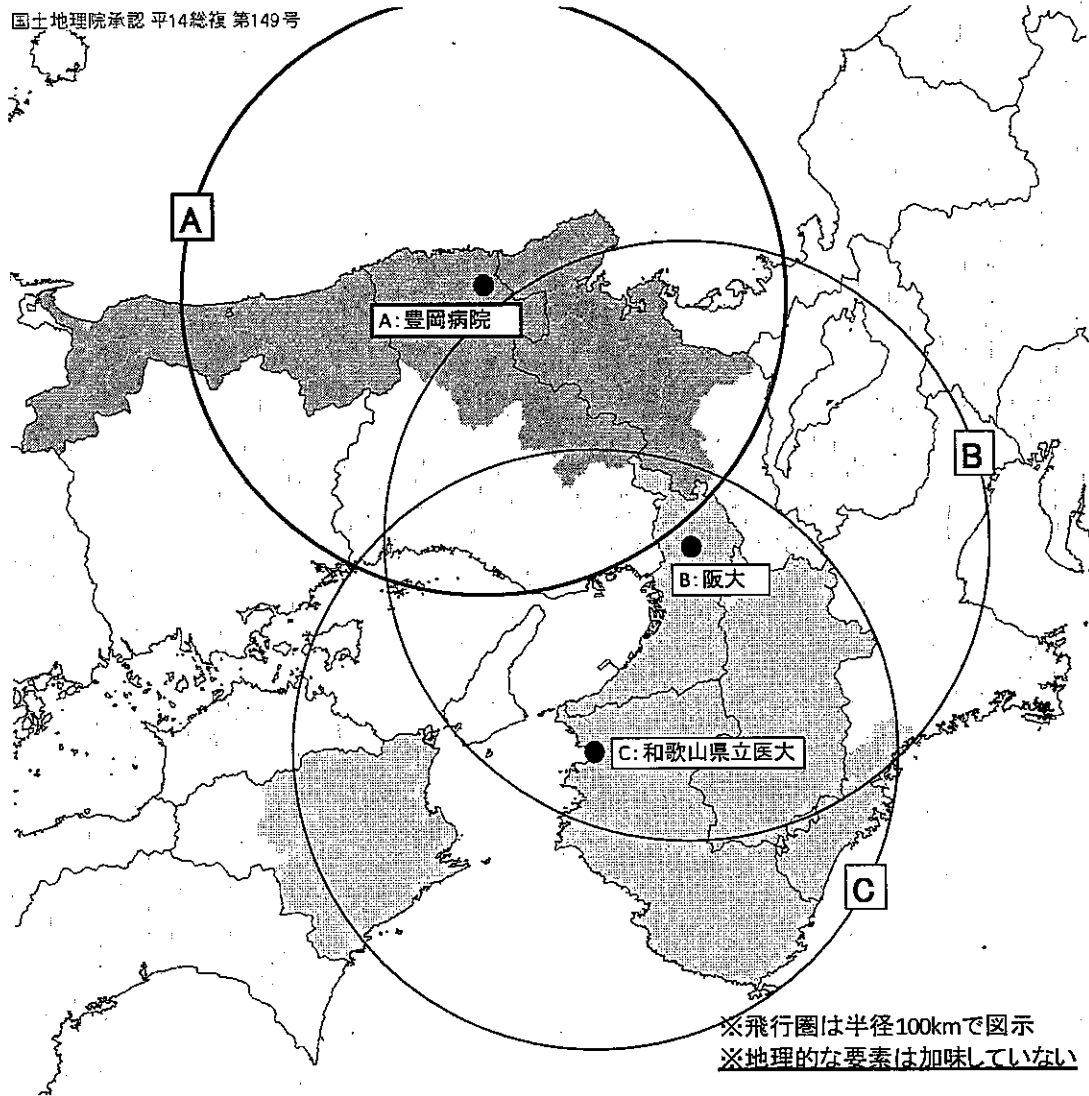 国土地理院承認 平14総複 第149号
A
A:豊岡病院
B
B:阪大
C:和歌山県立医大
C
※飛行圏は半径100kmで図示
※地理的な要素は加味していない